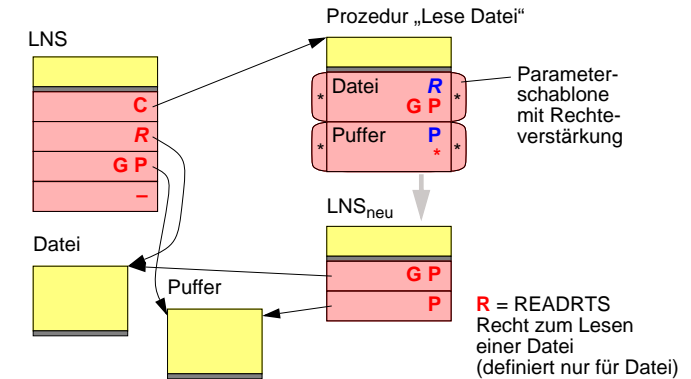 Prozedur „Lese Datei“
LNS
C
R
G P
–
* Datei R *
G P
* Puffer P *
*
Parameter-
schablone
mit Rechte-
verstärkung
LNSneu
G P
P
Datei
Puffer
R = READRTS
Recht zum Lesen
einer Datei
(definiert nur für Datei)